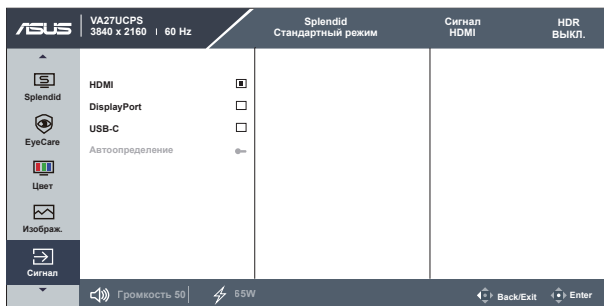 ASUS
VA27UCPS
3840 x 2160 | 60 Hz
Splendid
Стандартный режим
Сигнал
HDMI
HDR
ВЫКЛ.
Splendid
EyeCare
Цвет
Изображ.
Сигнал
HDMI
DisplayPort
USB-C
Автоопределение
Громкость 50
65W
Back/Exit
Enter